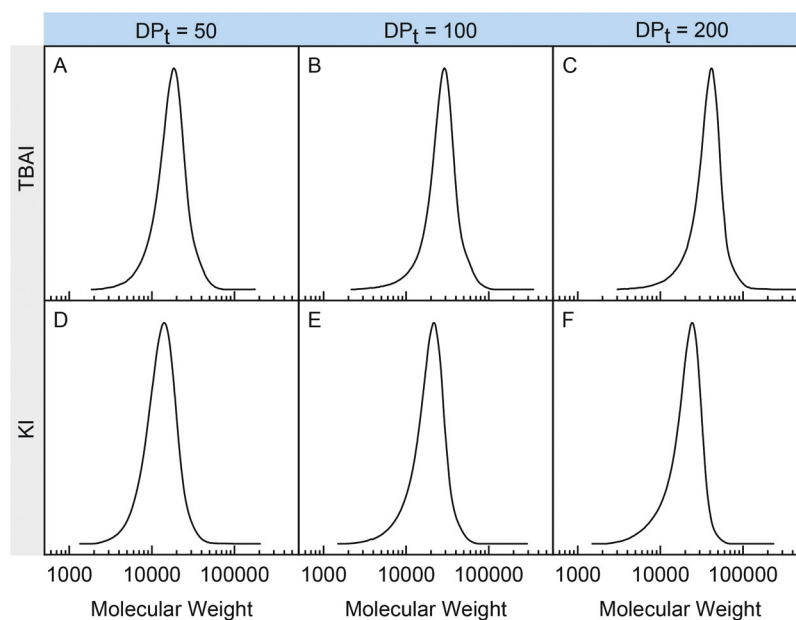 DPt = 50 DPt = 100 DPt = 200
TBAI
A B C
KI
D E F
1000 10000 100000 1000 10000 100000 1000 10000 100000
Molecular Weight Molecular Weight Molecular Weight